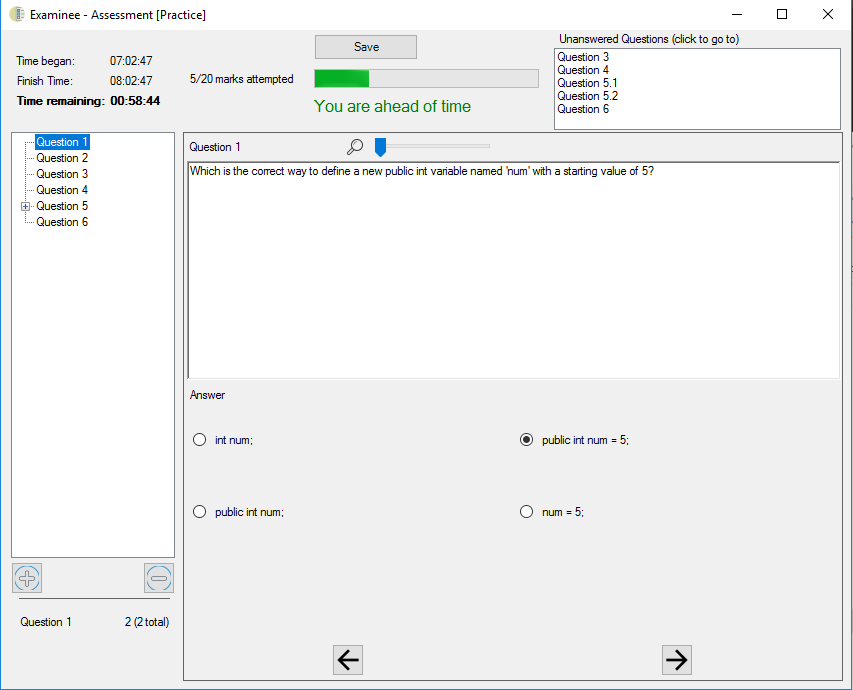 Examinee - Assessment [Practice]
Time began: 07:02:47
Finish Time: 08:02:47
Time remaining: 00:58:44
Save
5/20 marks attempted
You are ahead of time
Unanswered Questions (click to go to)
Question 3
Question 4
Question 5.1
Question 5.2
Question 6
Question 1
Question 2
Question 3
Question 4
Question 5
Question 6
Question 1 2 (2 total)
Question 1
Which is the correct way to define a new public int variable named 'num' with a starting value of 5?
Answer
int num;
public int num = 5;
public int num;
num = 5;